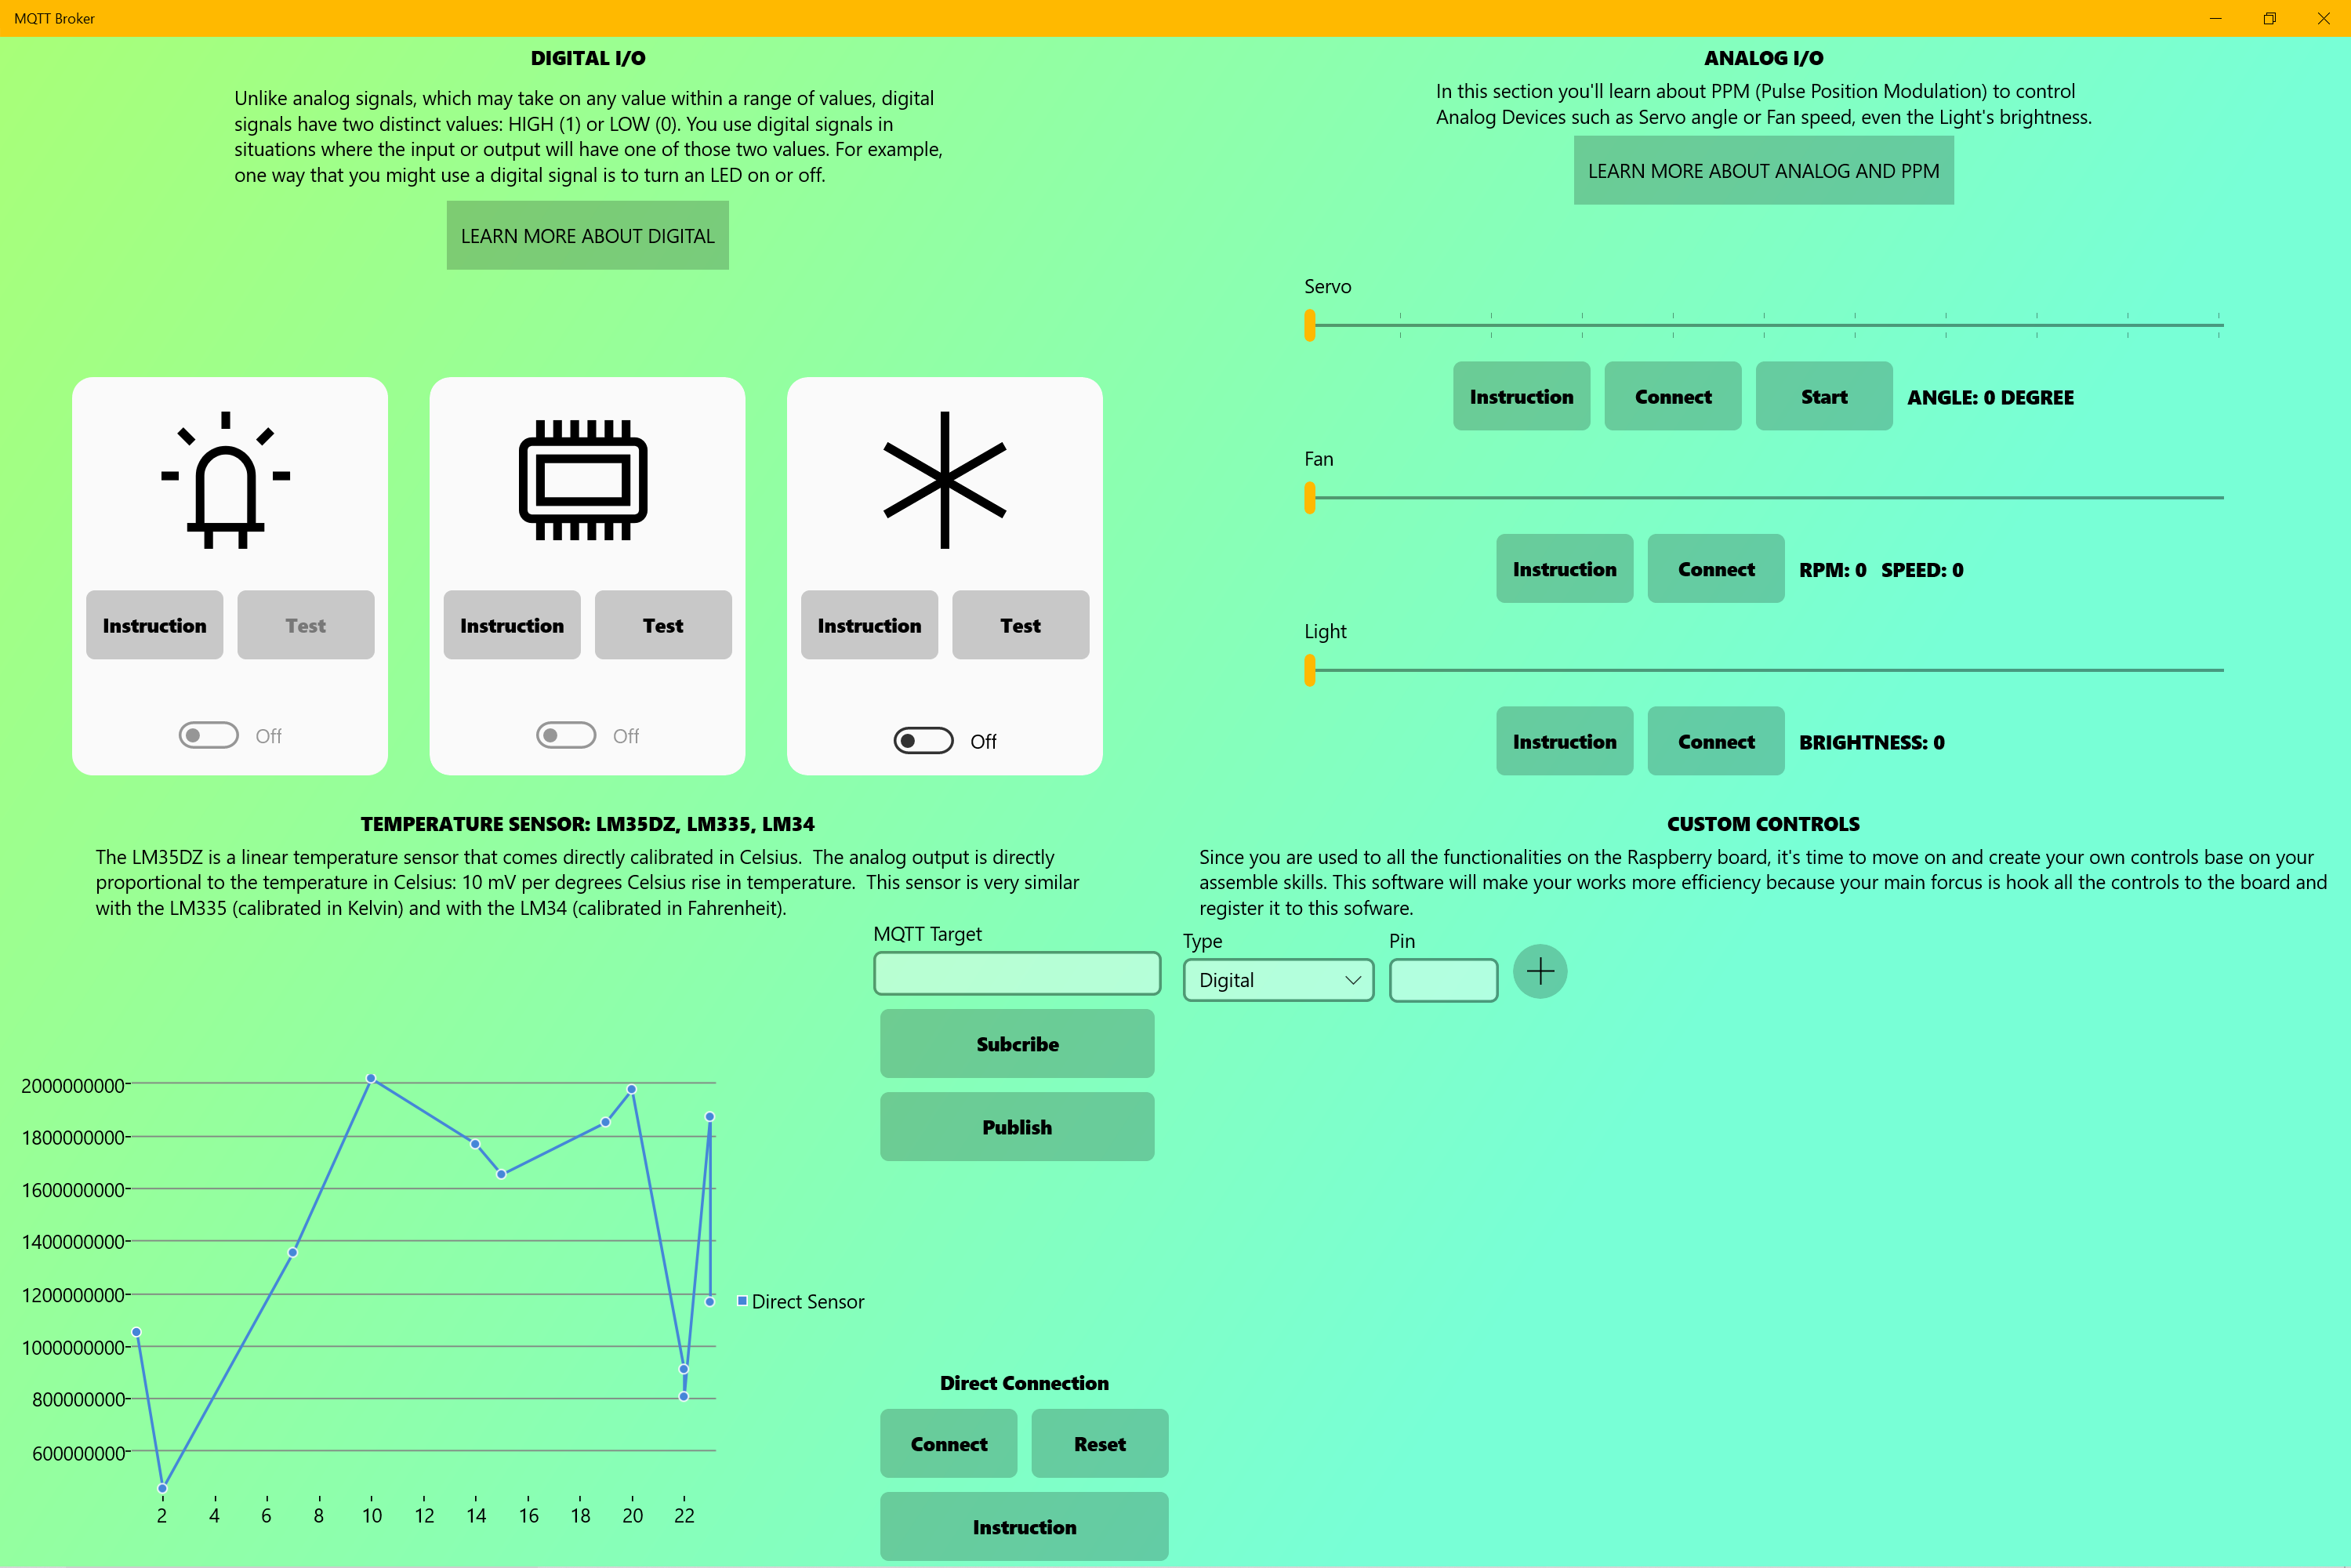 MQTT Broker
DIGITAL I/O
Unlike analog signals, which may take on any value within a range of values, digital
signals have two distinct values: HIGH (1) or LOW (0). You use digital signals in
situations where the input or output will have one of those two values. For example,
one way that you might use a digital signal is to turn an LED on or off.
LEARN MORE ABOUT DIGITAL
Instruction
Test
Off
Instruction
Test
Off
Instruction
Test
Off
ANALOG I/O
In this section you'll learn about PPM (Pulse Position Modulation) to control
Analog Devices such as Servo angle or Fan speed, even the Light's brightness.
LEARN MORE ABOUT ANALOG AND PPM
Servo
Instruction
Connect
Start
ANGLE: 0 DEGREE
Fan
Instruction
Connect
RPM: 0 SPEED: 0
Light
Instruction
Connect
BRIGHTNESS: 0
TEMPERATURE SENSOR: LM35DZ, LM335, LM34
The LM35DZ is a linear temperature sensor that comes directly calibrated in Celsius. The analog output is directly
proportional to the temperature in Celsius: 10 mV per degrees Celsius rise in temperature. This sensor is very similar
with the LM335 (calibrated in Kelvin) and with the LM34 (calibrated in Fahrenheit).
MQTT Target
Subcribe
Publish
2000000000
1800000000
1600000000
1400000000
1200000000
1000000000
800000000
600000000
2 4 6 8 10 12 14 16 18 20 22
Direct Sensor
Direct Connection
Connect
Reset
Instruction
CUSTOM CONTROLS
Since you are used to all the functionalities on the Raspberry board, it's time to move on and create your own controls base on your
assemble skills. This software will make your works more efficiency because your main forcus is hook all the controls to the board and
register it to this sofware.
Type
Digital
Pin